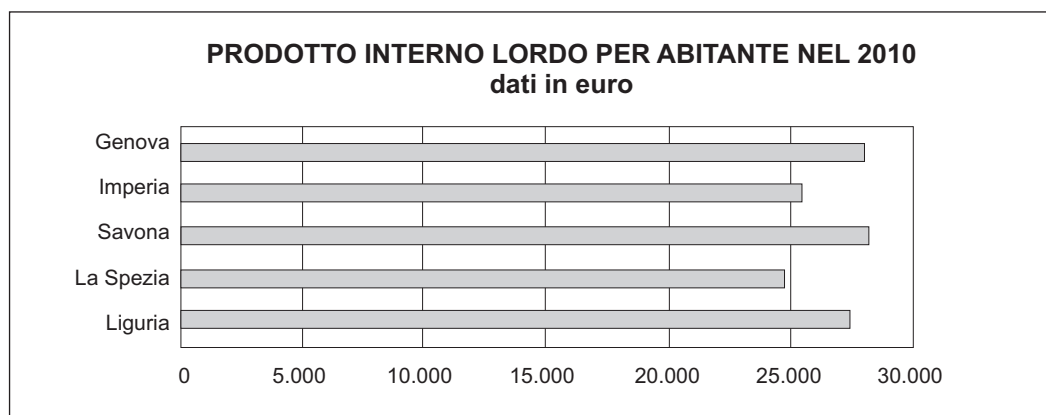 PRODOTTO INTERNO LORDO PER ABITANTE NEL 2010
dati in euro
Genova
Imperia
Savona
La Spezia
Liguria
0 5.000 10.000 15.000 20.000 25.000 30.000